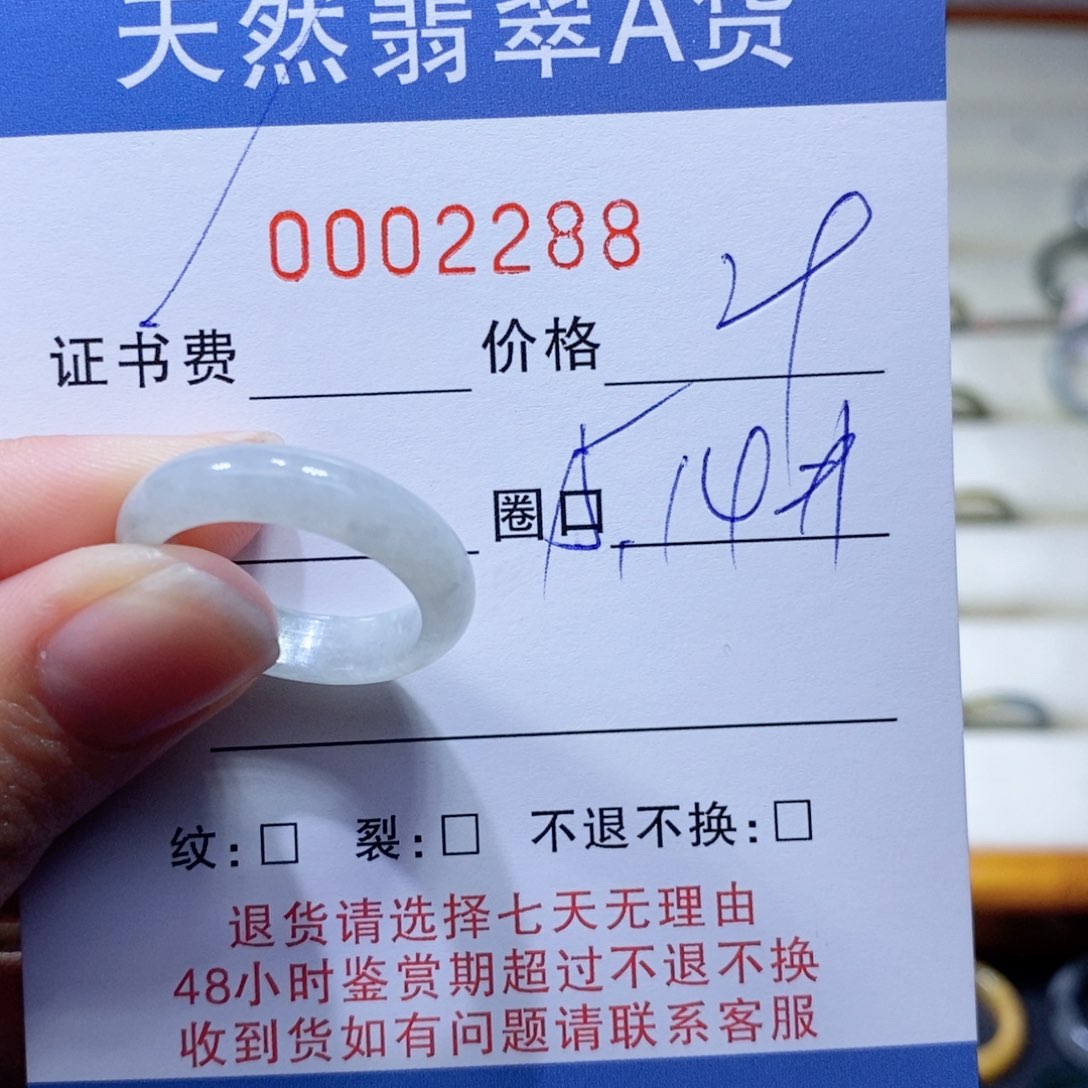 天然翡翠A货
0002288
证书费 价格
圈口 14#
纹:□ 裂:□ 不退不换:□
退货请选择七天无理由
48小时鉴赏期超过不退不换
收到货如有问题请联系客服